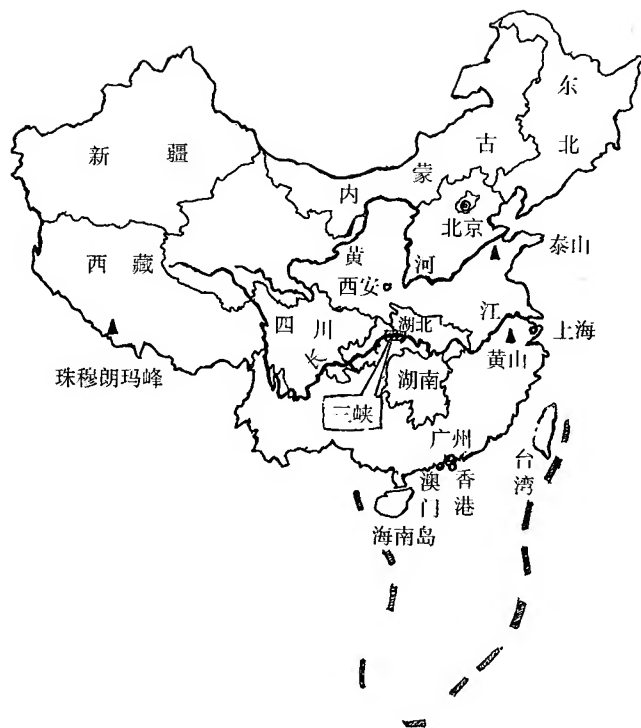 东北
新疆
内蒙古
北京
泰山
西藏
黄河
西安
四川
湖北
长江
上海
黄山
珠穆朗玛峰
湖南
三峡
广州
台湾
澳门
香港
海南岛